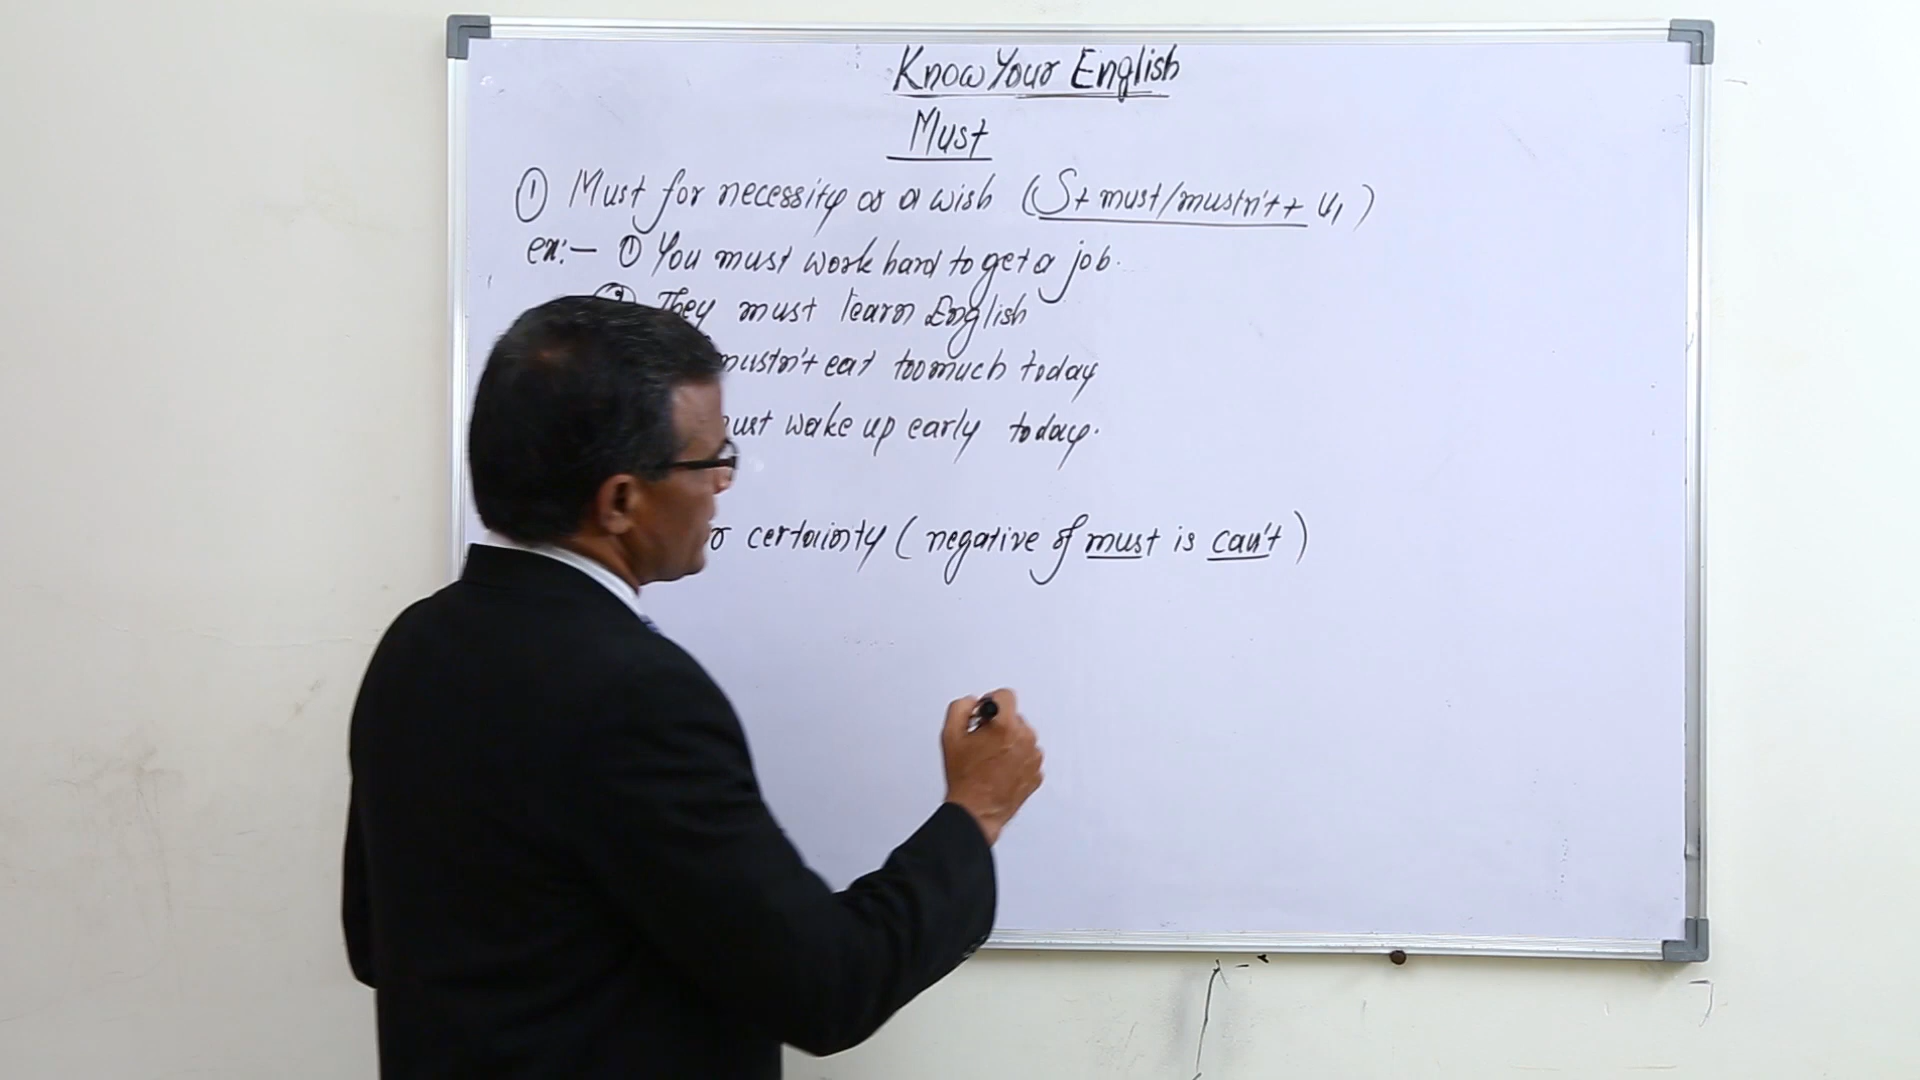 Know Your English
Must
① Must for necessity or a wish (S+ must/mustn't + V1)
ex:- ① You must work hard to get a job.
② They must learn English
mustn't eat too much today
must wake up early today.
certainty (negative of must is can't)